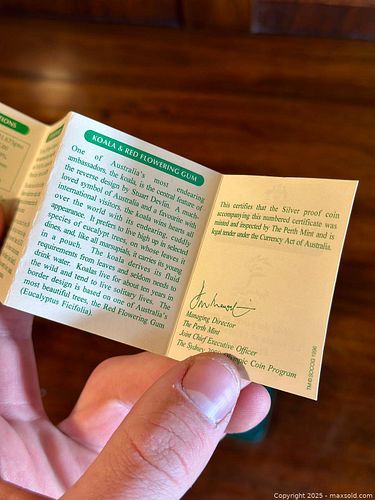 IONS
KOALA & RED FLOWERING GUM
One of Australia's most endearing
ambassadors, the koala, is the central feature of
the reverse design by Stuart Devlin. A much-
loved symbol of Australia and a favourite with
international visitors, the koala wins hearts all
over the world with its endearing, cuddly
appearance. It prefers to live high up in selected
species of eucalypt trees, on whose leaves it
dines, and, like all marsupials, it carries its young
in a pouch. The koala derives its fluid
requirements from leaves and seldom needs to
drink water. Koalas live for about ten years in
the wild and tend to live solitary lives. The
border design is based on one of Australia's
most beautiful trees, the Red Flowering Gum
(Eucalyptus Ficifolia).
This certifies that the Silver proof coin
accompanying this numbered certificate was
minted and inspected by The Perth Mint and is
legal tender under the Currency Act of Australia.
Managing Director
The Perth Mint
Joint Chief Executive Officer
The Sydney Olympic Coin Program
TM © SOCOG 1996
Copyright 2025 - maxsold.com